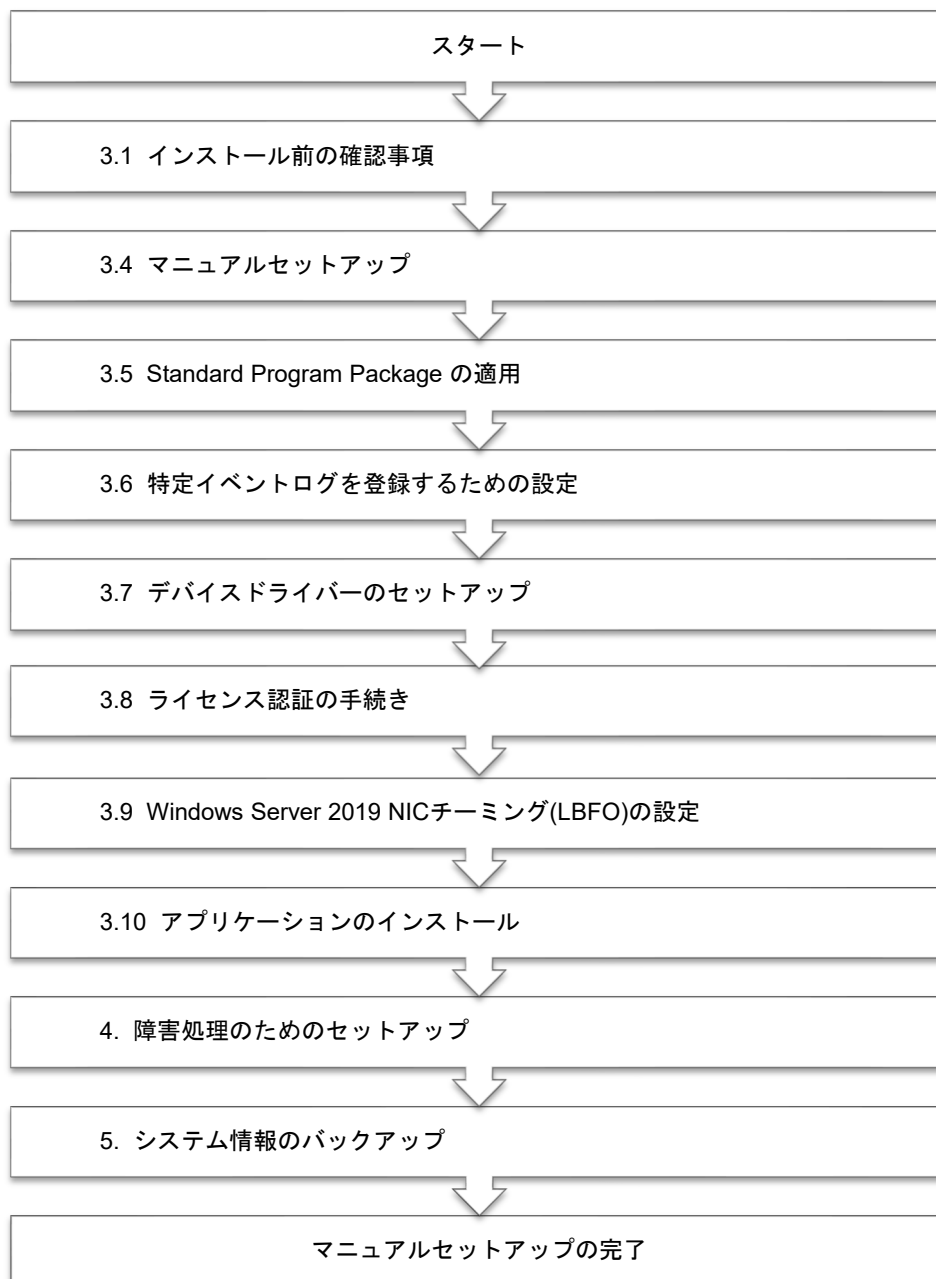 スタート
3.1 インストール前の確認事項
3.4 マニュアルセットアップ
3.5 Standard Program Package の適用
3.6 特定イベントログを登録するための設定
3.7 デバイスドライバーのセットアップ
3.8 ライセンス認証の手続き
3.9 Windows Server 2019 NICチーミング(LBFO)の設定
3.10 アプリケーションのインストール
4. 障害処理のためのセットアップ
5. システム情報のバックアップ
マニュアルセットアップの完了